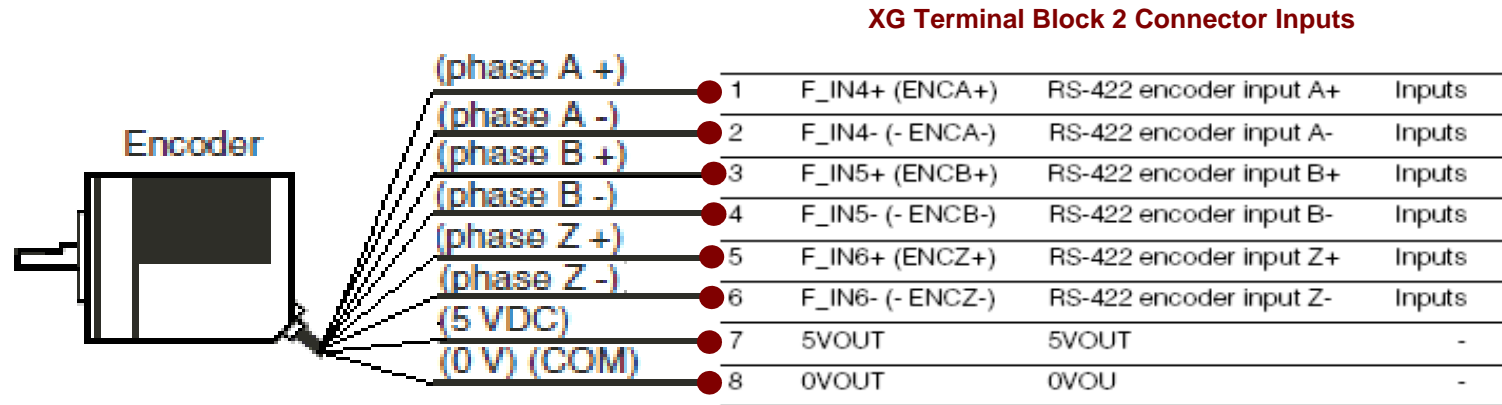 XG Terminal Block 2 Connector Inputs
Encoder
(phase A +)
(phase A -)
(phase B +)
(phase B -)
(phase Z +)
(phase Z -)
(5 VDC)
(0 V) (COM)
1 F_IN4+ (ENCA+) RS-422 encoder input A+ Inputs
2 F_IN4- (- ENCA-) RS-422 encoder input A- Inputs
3 F_IN5+ (ENCB+) RS-422 encoder input B+ Inputs
4 F_IN5- (- ENCB-) RS-422 encoder input B- Inputs
5 F_IN6+ (ENCZ+) RS-422 encoder input Z+ Inputs
6 F_IN6- (- ENCZ-) RS-422 encoder input Z- Inputs
7 5VOUT 5VOUT -
8 0VOUT 0VOU -